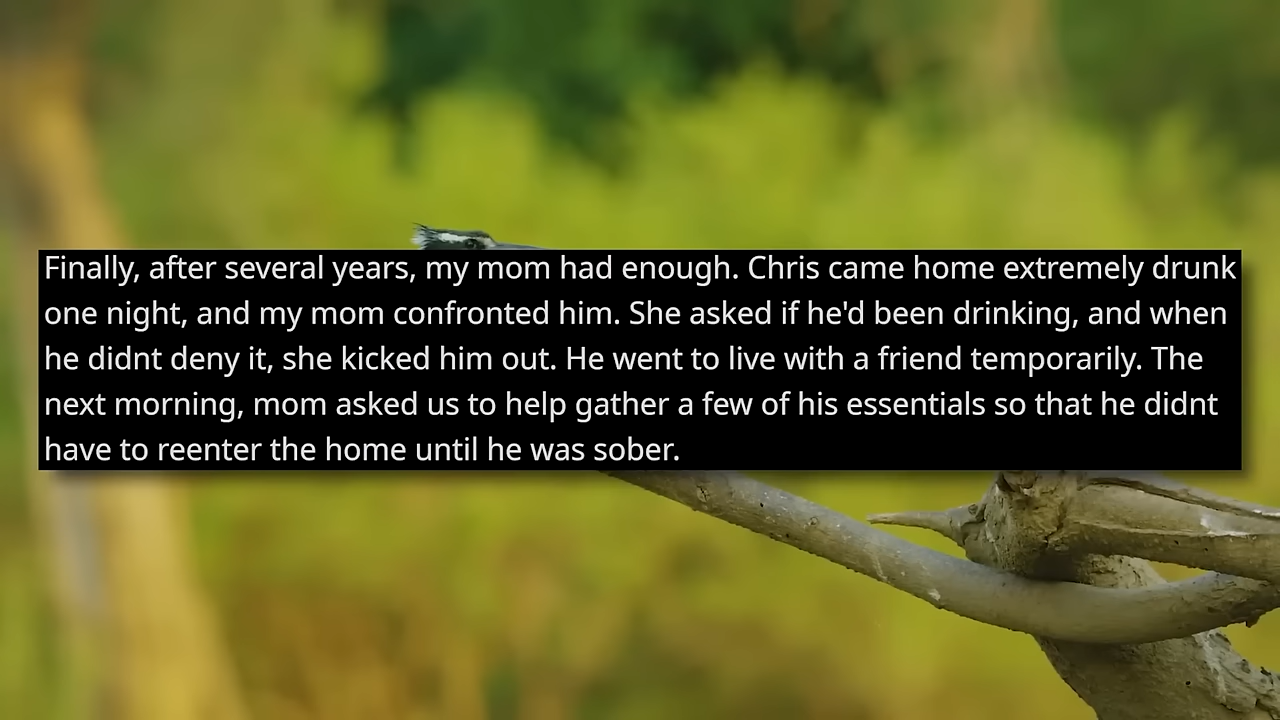 Finally, after several years, my mom had enough. Chris came home extremely drunk
one night, and my mom confronted him. She asked if he'd been drinking, and when
he didnt deny it, she kicked him out. He went to live with a friend temporarily. The
next morning, mom asked us to help gather a few of his essentials so that he didnt
have to reenter the home until he was sober.